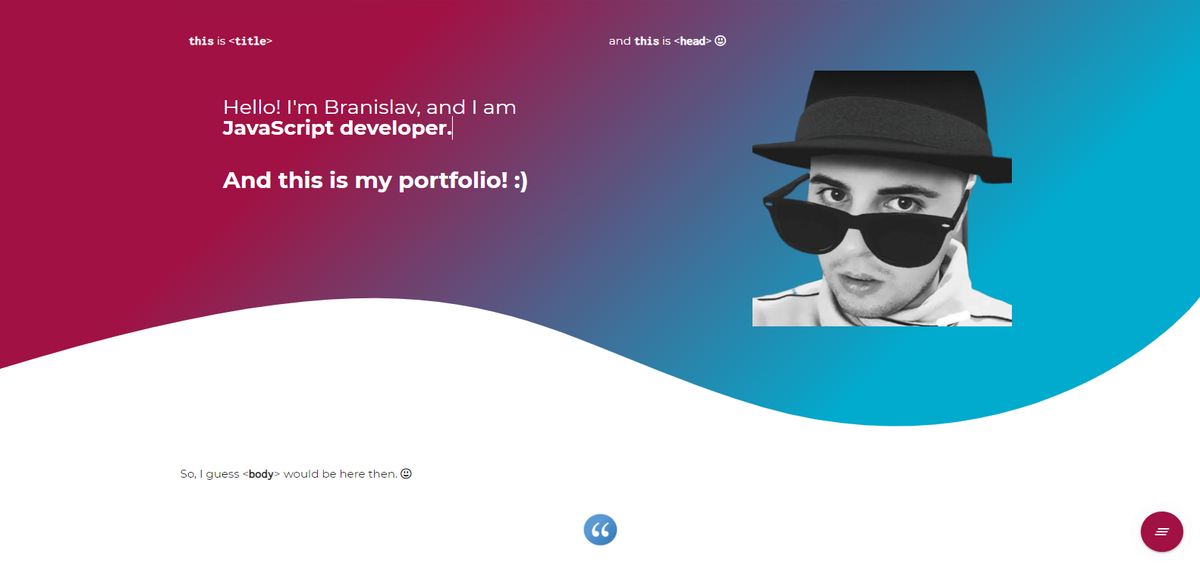 this is <title>
and this is <head> 😃
Hello! I'm Branislav, and I am
JavaScript developer.
And this is my portfolio! :)
So, I guess <body> would be here then. 😃